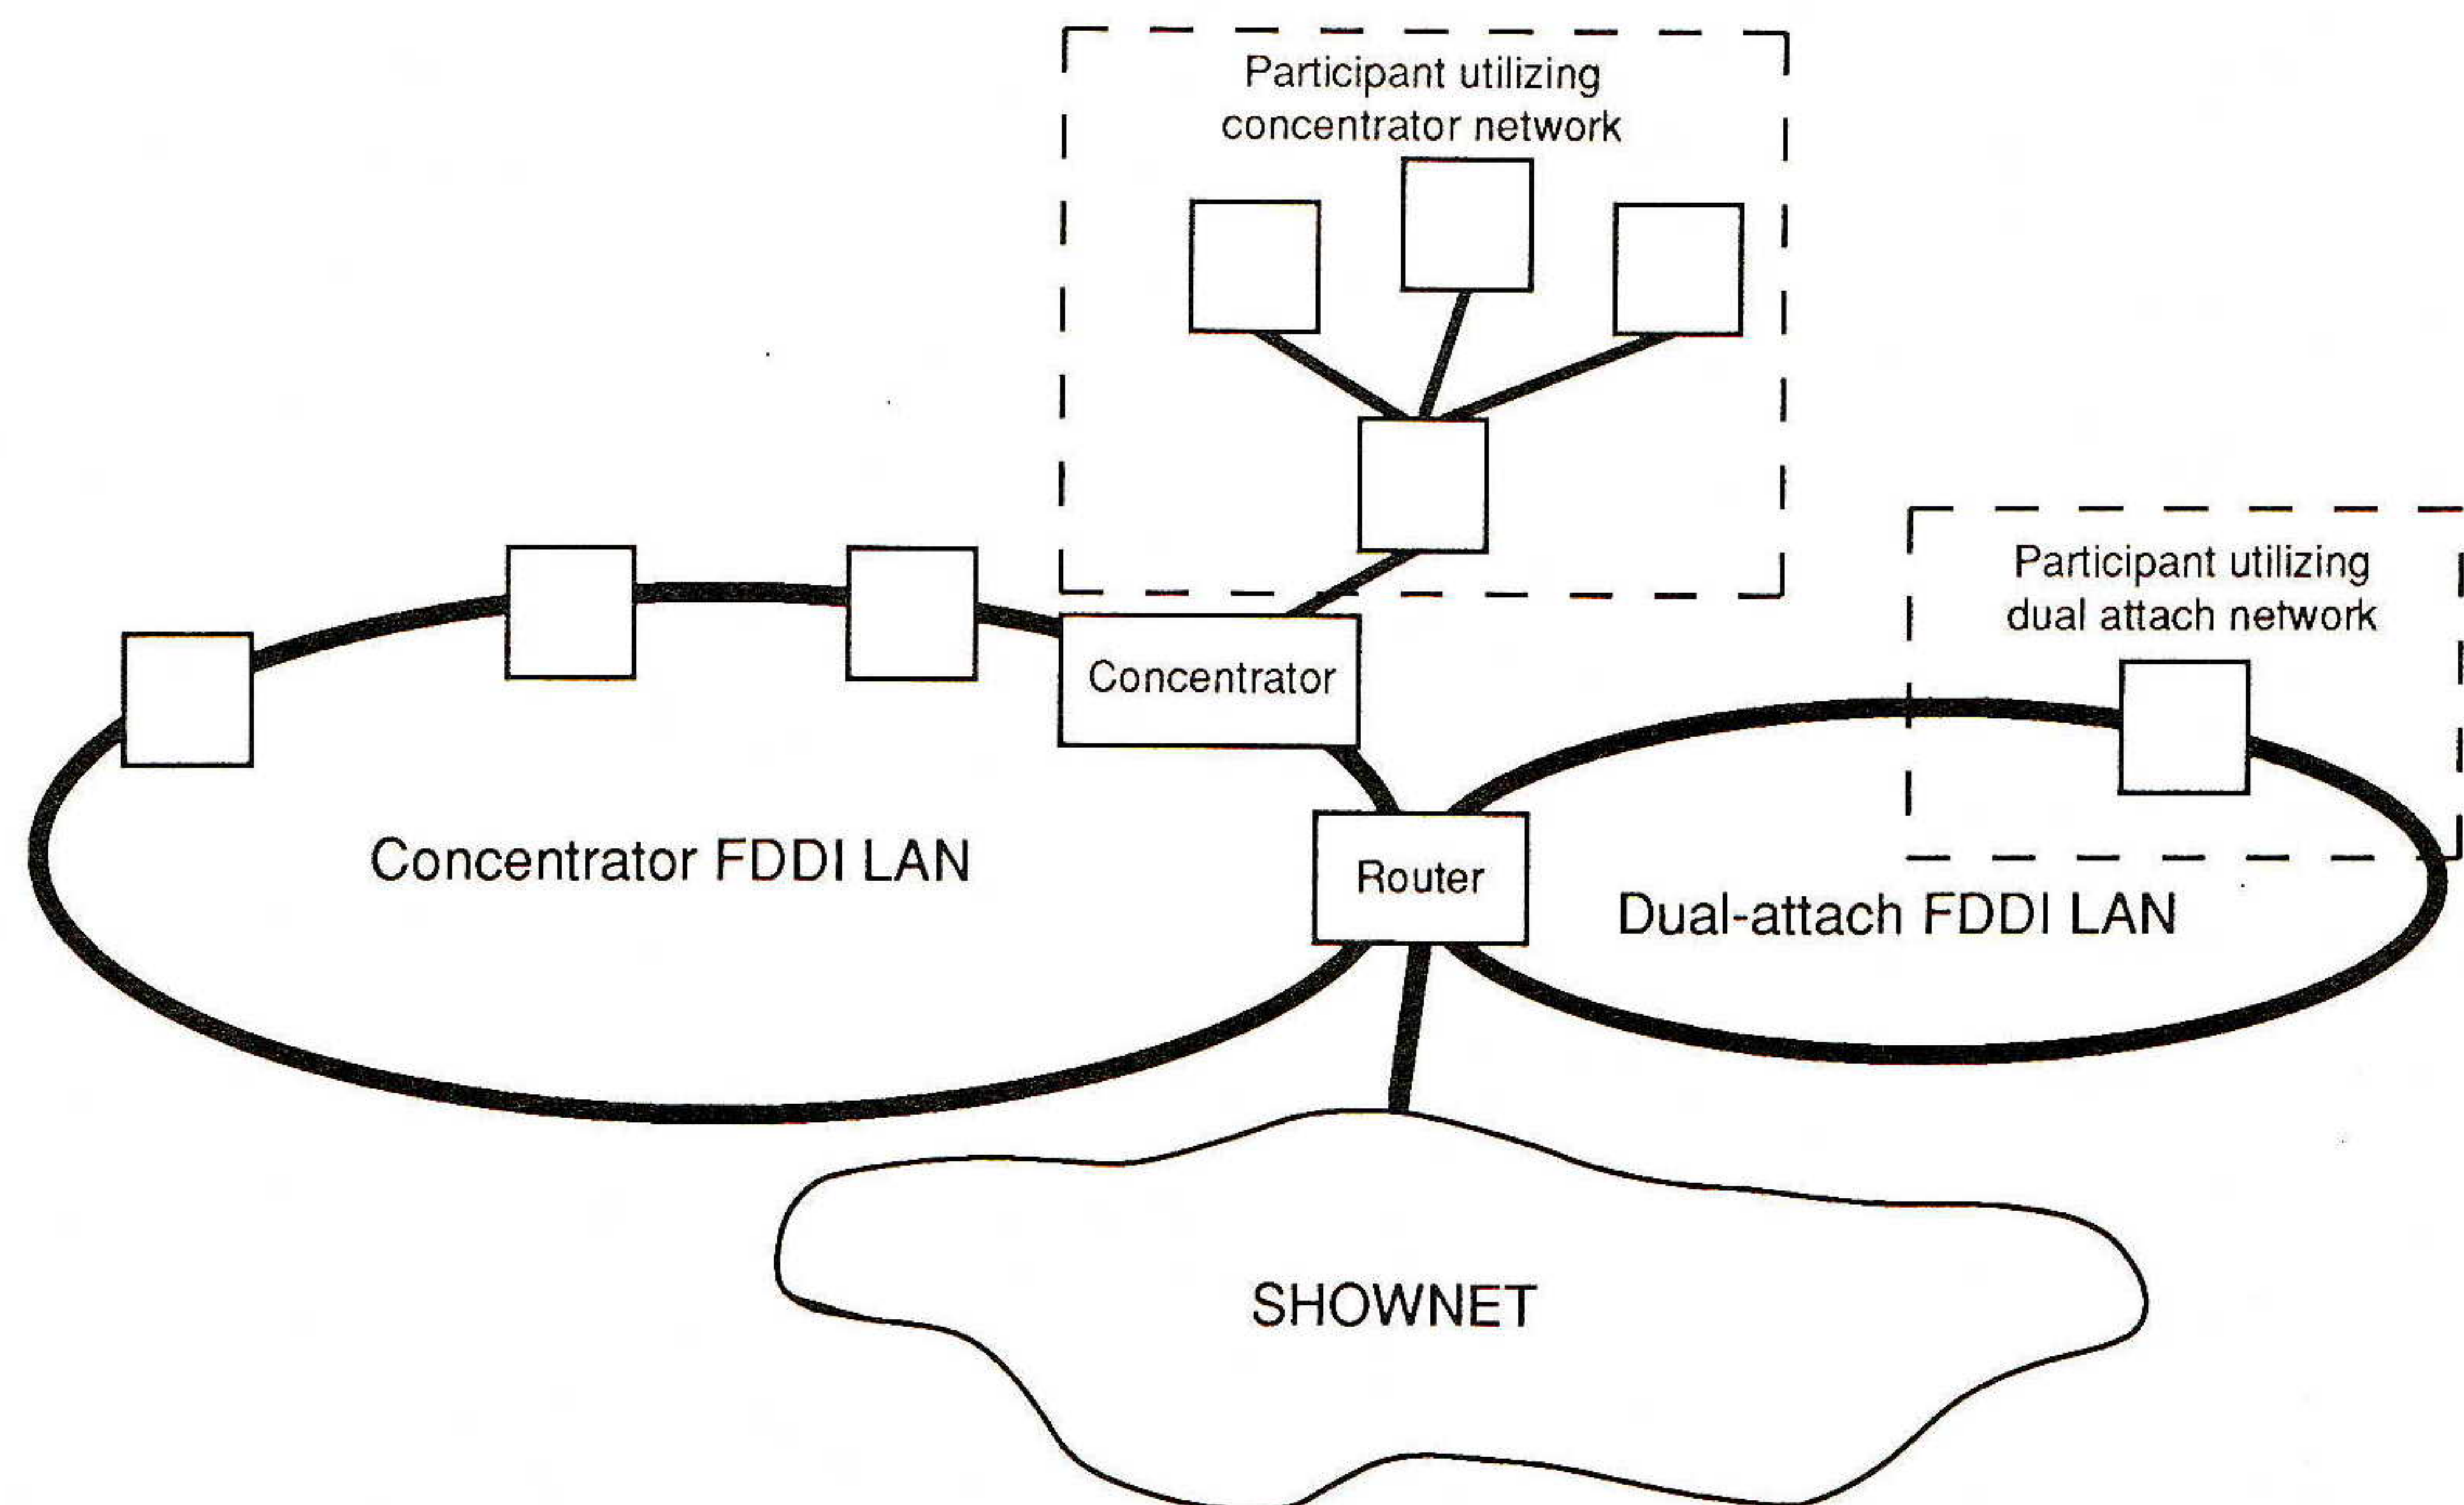 Participant utilizing
concentrator network
Participant utilizing
dual attach network
Concentrator
Concentrator FDDI LAN
Router
Dual-attach FDDI LAN
SHOWNET